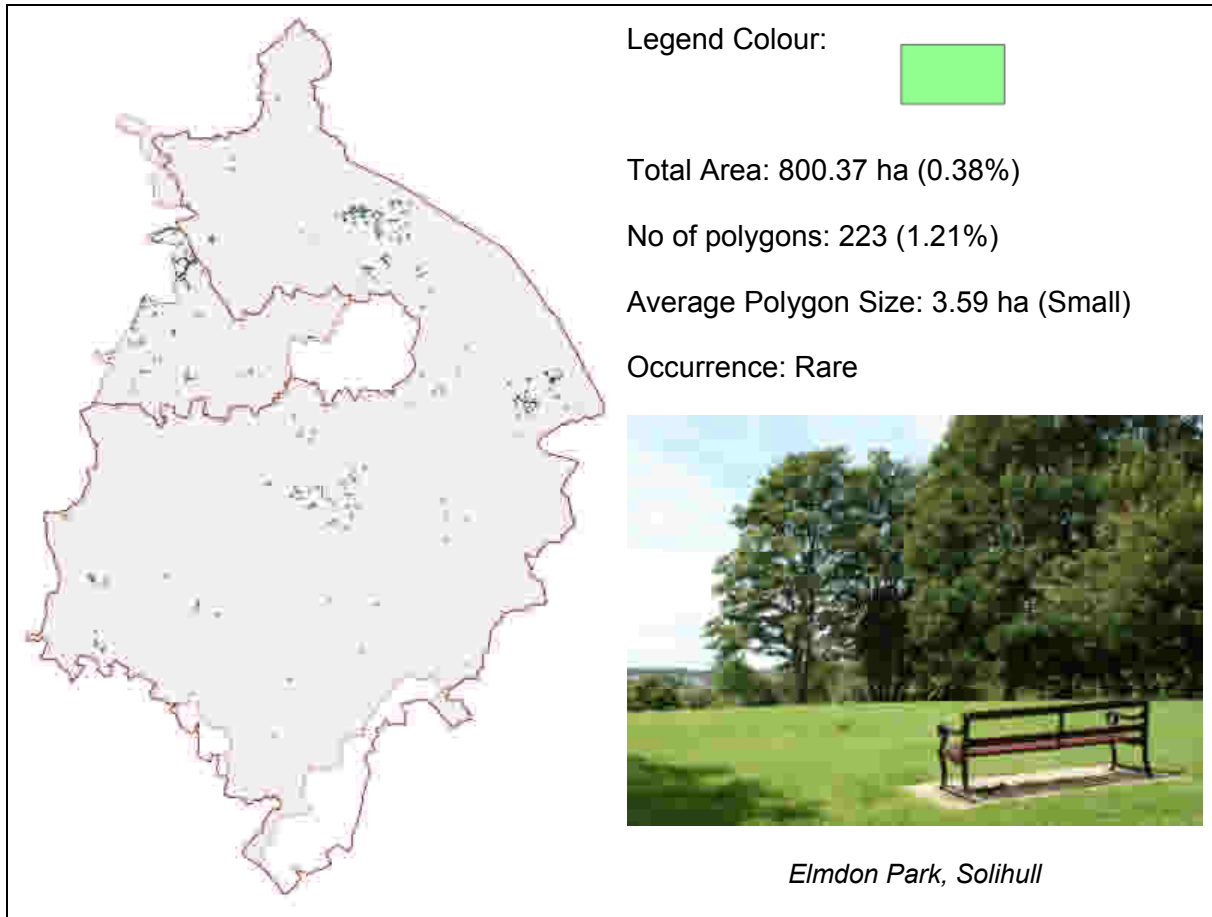 Legend Colour:
Total Area: 800.37 ha (0.38%)
No of polygons: 223 (1.21%)
Average Polygon Size: 3.59 ha (Small)
Occurrence: Rare
Elmdon Park, Solihull